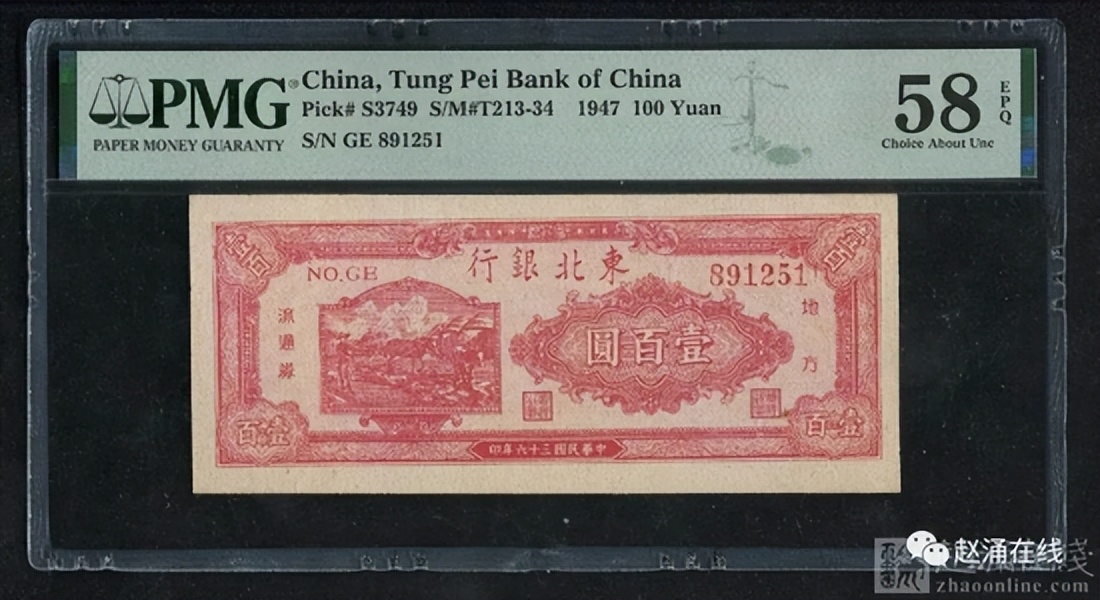 PMG
PAPER MONEY GUARANTY
China, Tung Pei Bank of China
Pick# S3749 S/M#T213-34 1947 100 Yuan
S/N GE 891251
58
EPQ
Choice About Unc
行銀北東
NO.GE
891251
圓百壹
流通券
地方
百壹
百壹
印年六十三國民華中
赵涌在线
zhaoonline.com